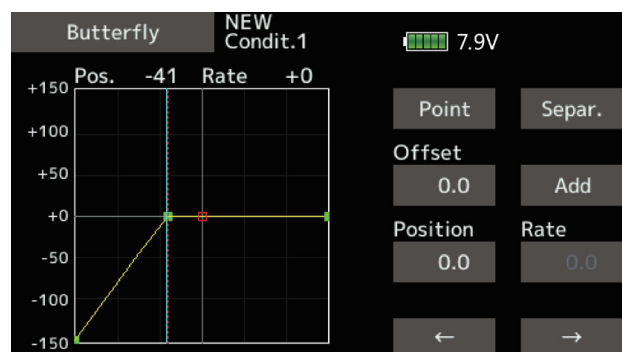 Butterfly
NEW
Condit.1
7.9V
Pos. -41 Rate +0
+150
+100
+50
+0
-50
-100
-150
Point Separ.
Offset
0.0 Add
Position Rate
0.0 0.0
← →